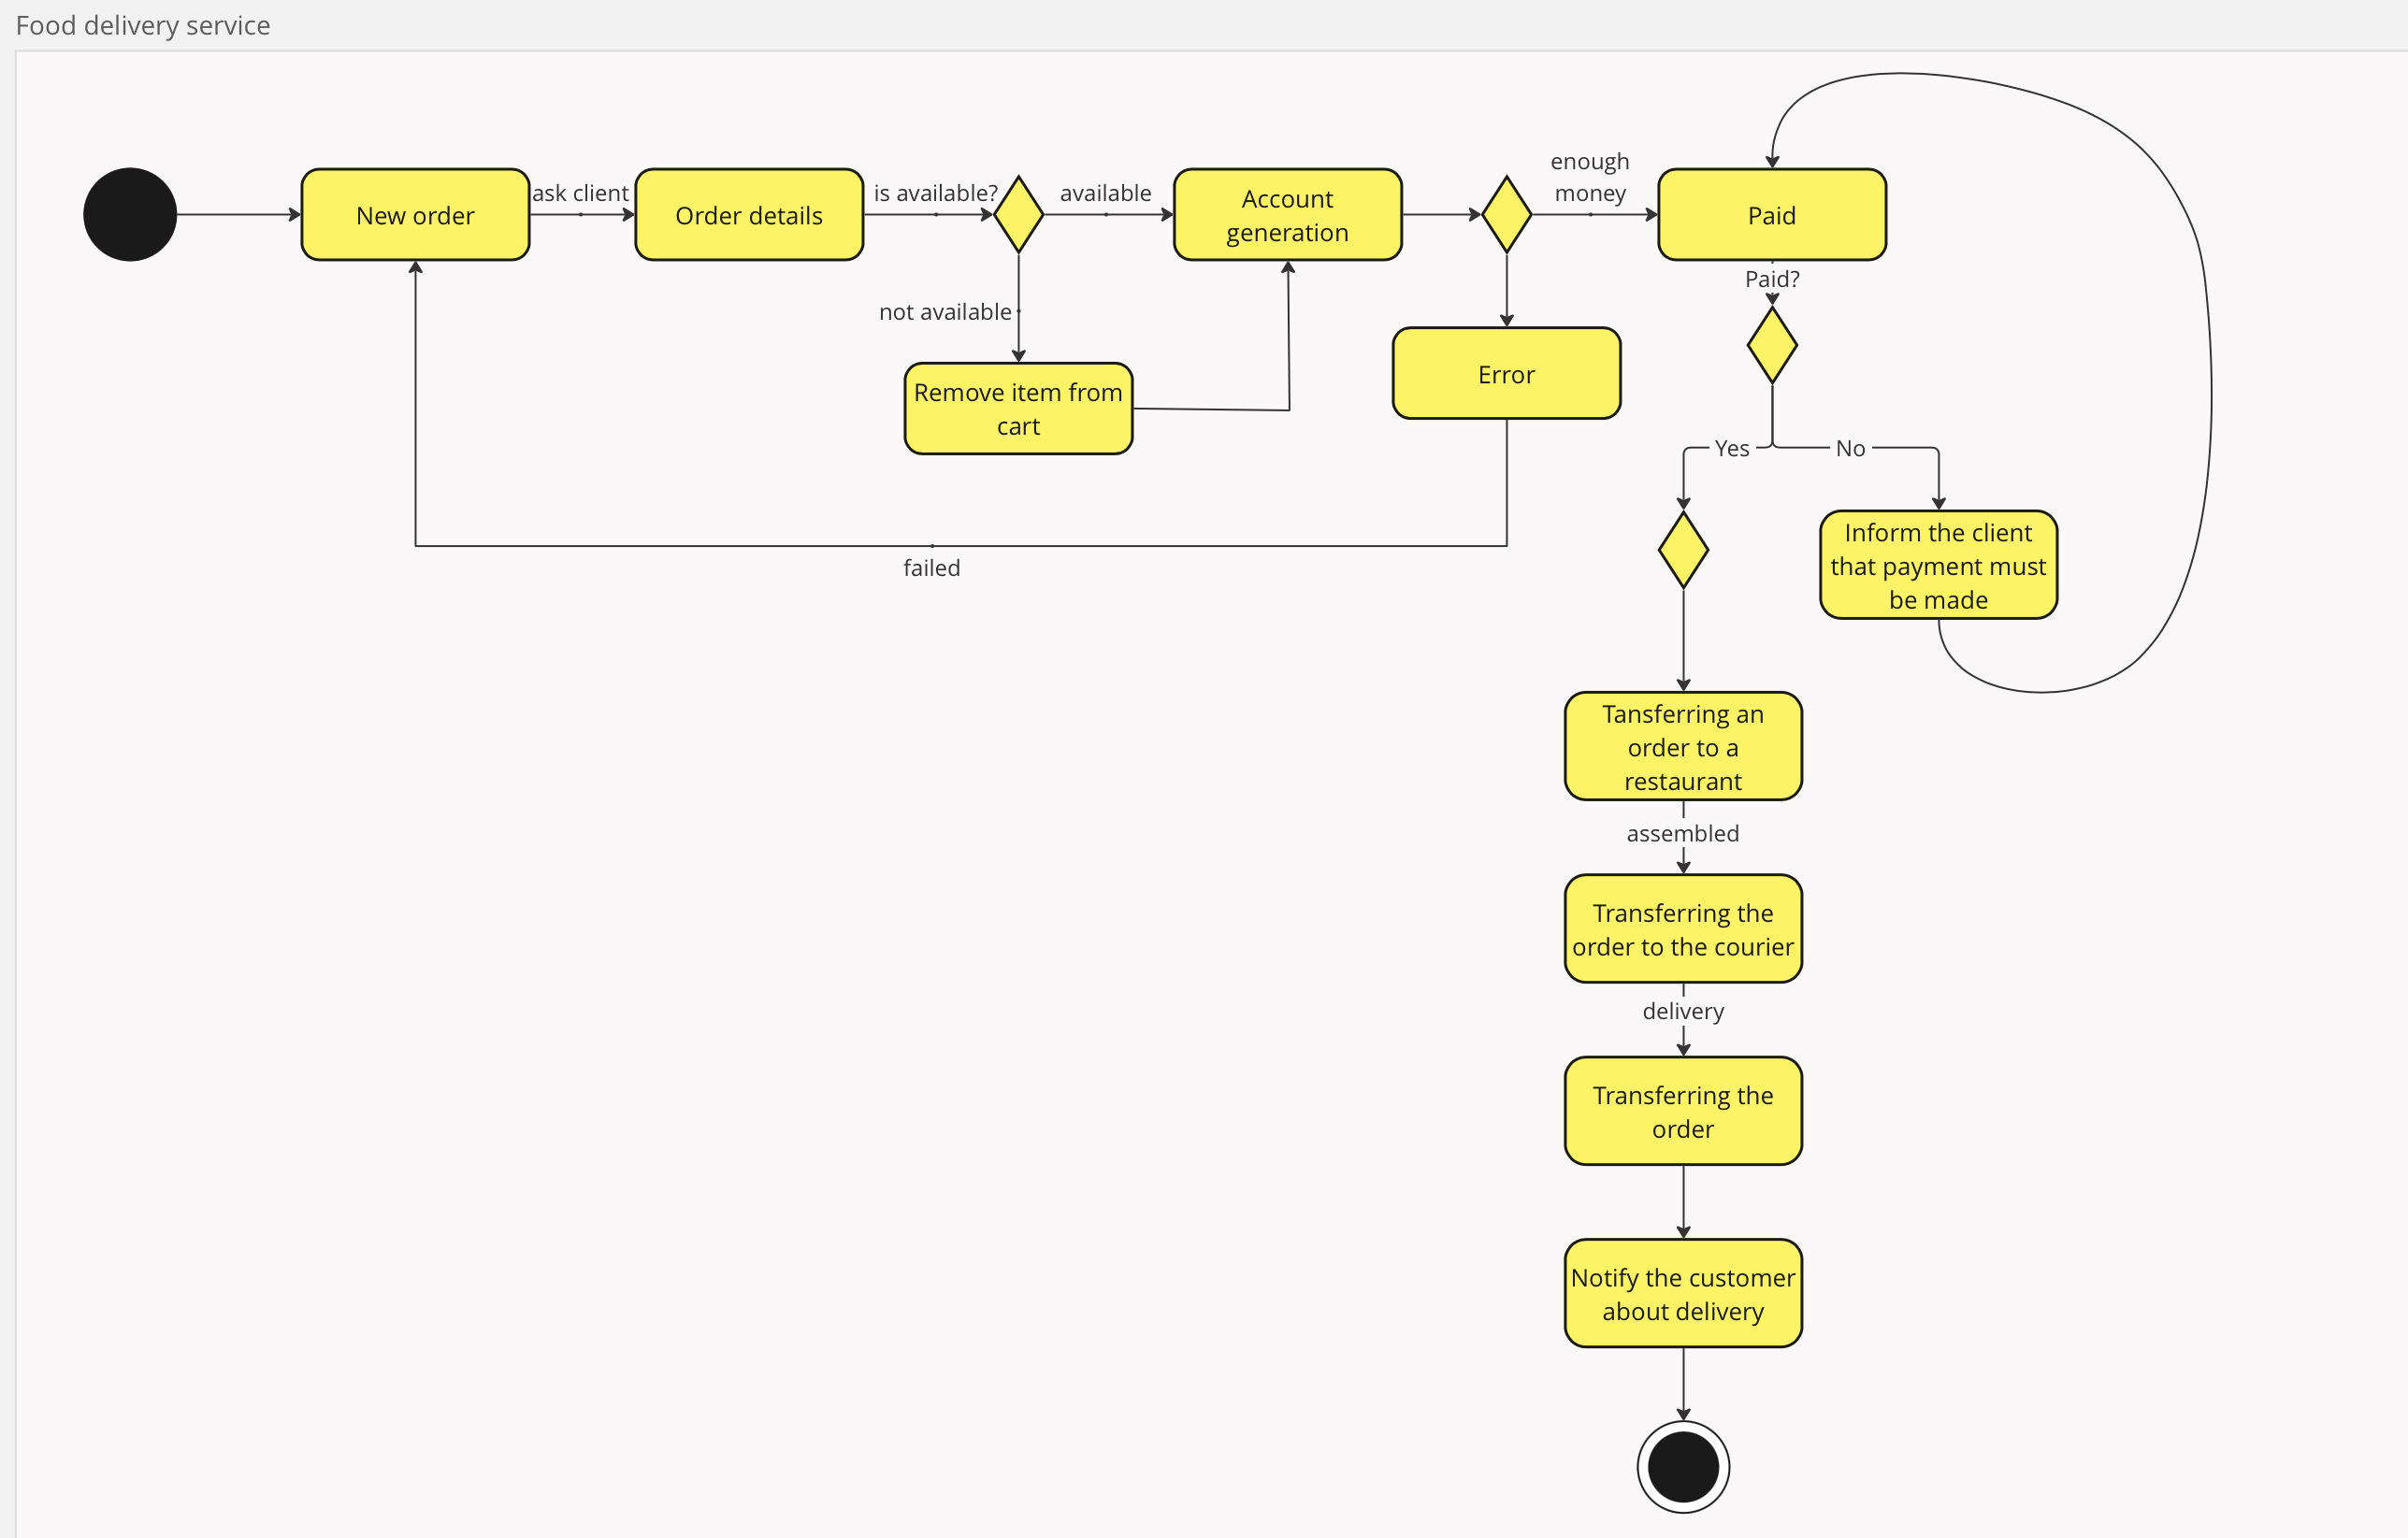 Food delivery service
New order
ask client
Order details
is available?
available
Account
generation
enough
money
Paid
Paid?
not available
Remove item from
cart
Error
failed
Yes
No
Inform the client
that payment must
be made
Tansferring an
order to a
restaurant
assembled
Transferring the
order to the courier
delivery
Transferring the
order
Notify the customer
about delivery